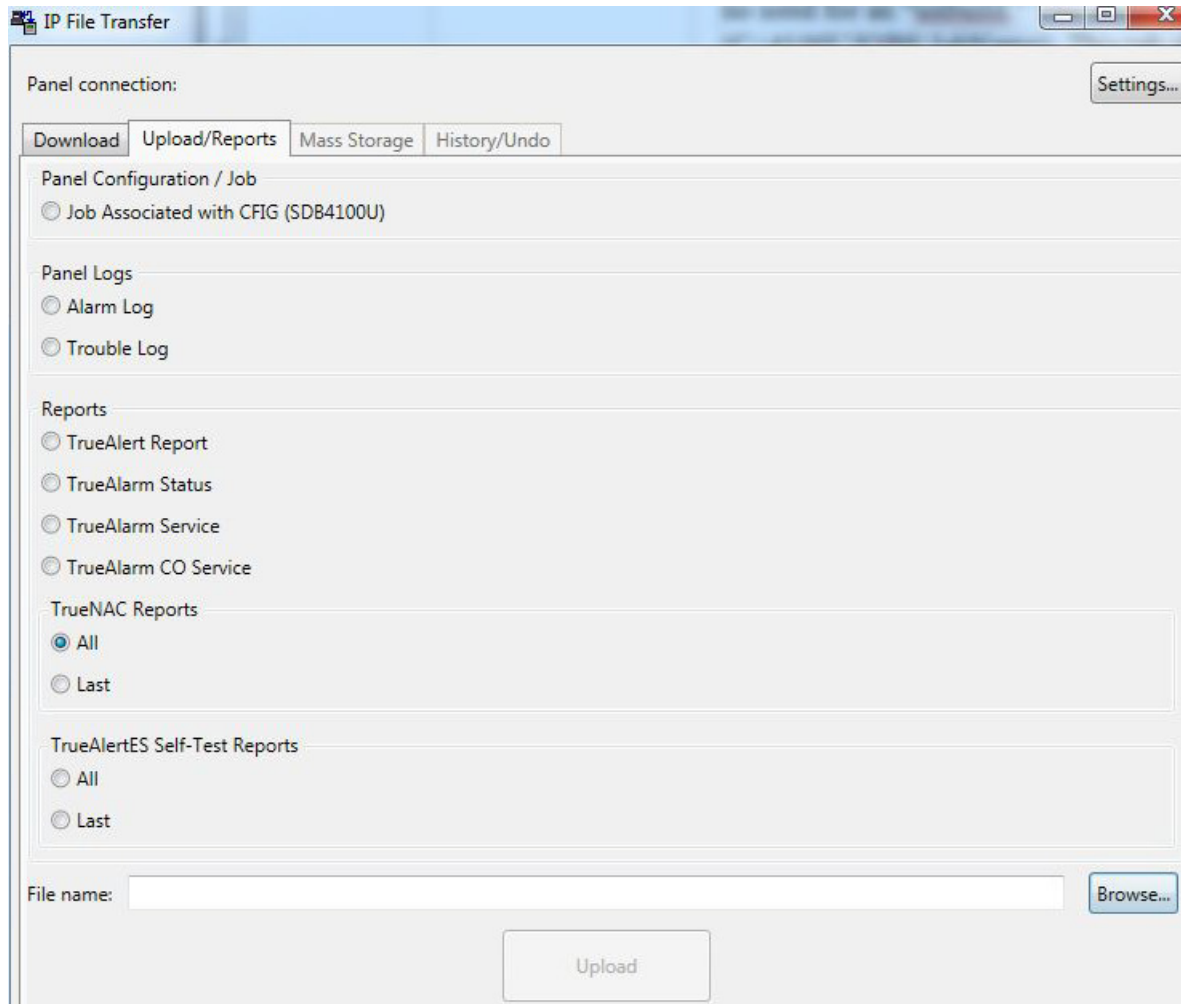 IP File Transfer
Panel connection:
Settings...
Download Upload/Reports Mass Storage History/Undo
Panel Configuration / Job
Job Associated with CFIG (SDB4100U)
Panel Logs
Alarm Log
Trouble Log
Reports
TrueAlert Report
TrueAlarm Status
TrueAlarm Service
TrueAlarm CO Service
TrueNAC Reports
All
Last
TrueAlertES Self-Test Reports
All
Last
File name:
Browse...
Upload